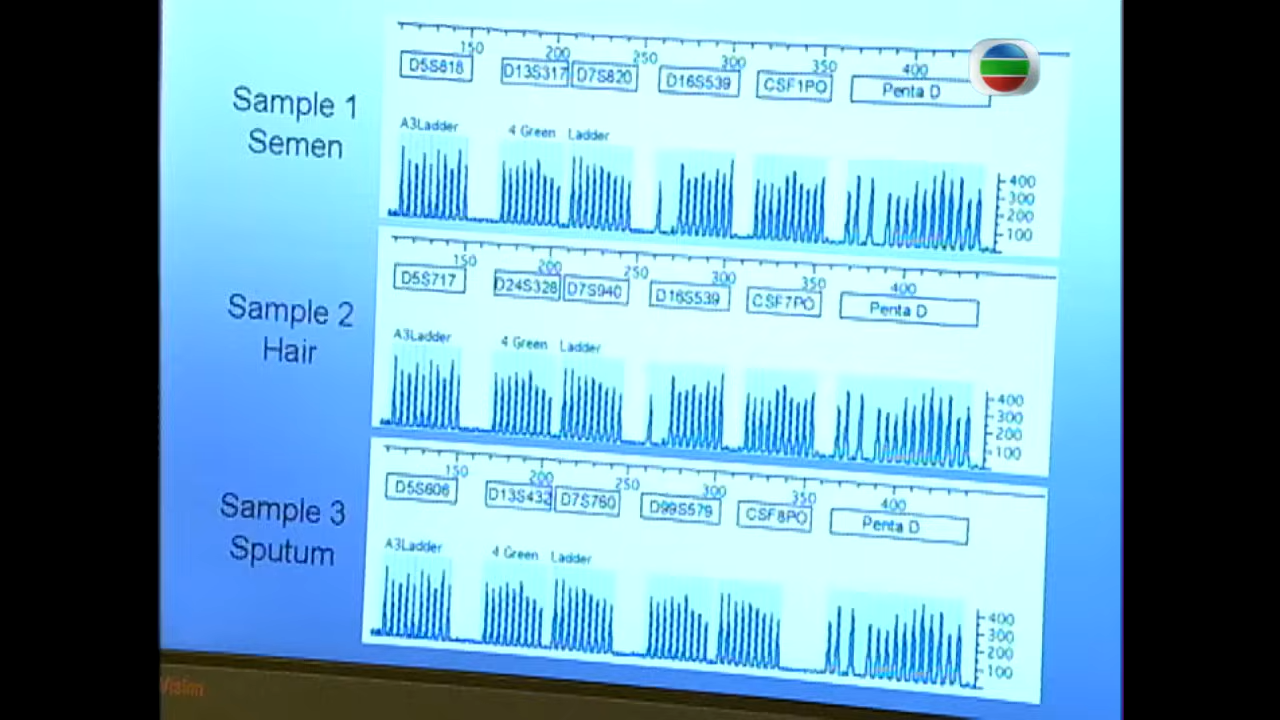 150 200 250 300 350 400
D5S818 D13S317 D7S820 D16S539 CSF1PO Penta D
Sample 1
Semen
A3Ladder 4 Green Ladder
400
300
200
100
150 200 250 300 350 400
D5S717 D24S328 D7S940 D16S539 CSF7PO Penta D
Sample 2
Hair
A3Ladder 4 Green Ladder
400
300
200
100
150 200 250 300 350 400
D5S606 D13S432 D7S760 D99S579 CSF8PO Penta D
Sample 3
Sputum
A3Ladder 4 Green Ladder
400
300
200
100
Vision